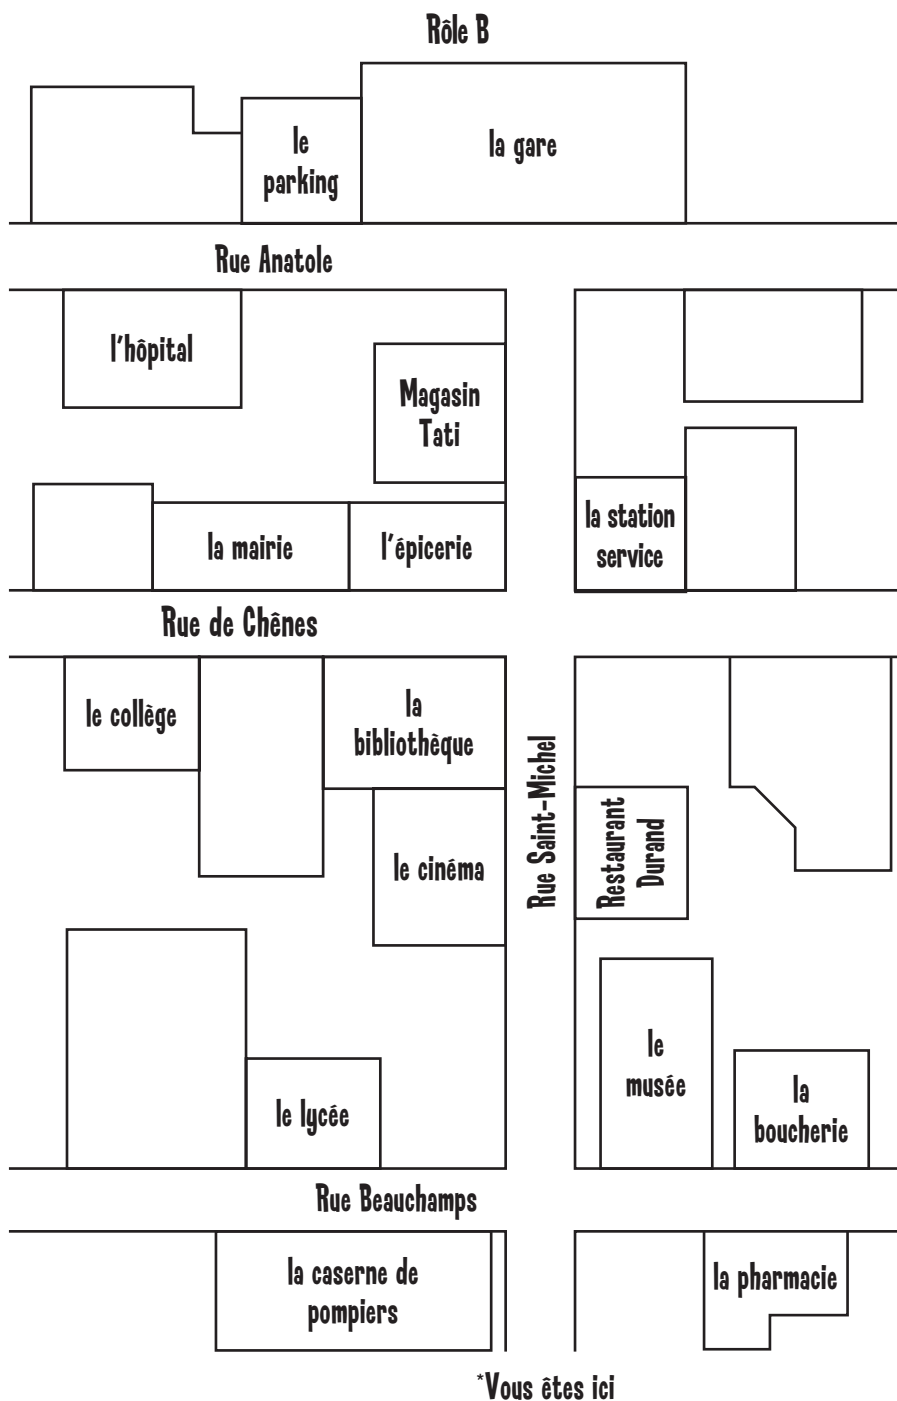 Rôle B
le
parking
la gare
Rue Anatole
l'hôpital
Magasin
Tati
la mairie
l'épicerie
la station
service
Rue de Chênes
le collège
la
bibliothèque
Rue Saint-Michel
Restaurant
Durand
le cinéma
le
musée
la
boucherie
le lycée
Rue Beauchamps
la caserne de
pompiers
la pharmacie
*Vous êtes ici